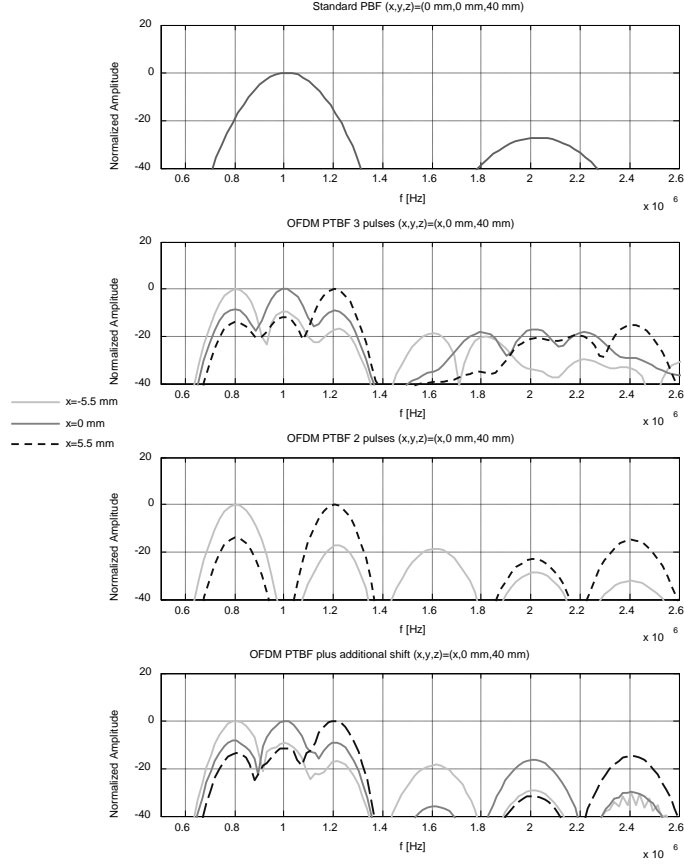 Standard PBF (x,y,z)=(0 mm,0 mm,40 mm)
Normalized Amplitude
20
0
-20
-40
0.6 0.8 1 1.2 1.4 1.6 1.8 2 2.2 2.4 2.6
f [Hz]
x 10 6
OFDM PTBF 3 pulses (x,y,z)=(x,0 mm,40 mm)
Normalized Amplitude
20
0
-20
-40
0.6 0.8 1 1.2 1.4 1.6 1.8 2 2.2 2.4 2.6
f [Hz]
x 10 6
x=-5.5 mm
x=0 mm
x=5.5 mm
OFDM PTBF 2 pulses (x,y,z)=(x,0 mm,40 mm)
Normalized Amplitude
20
0
-20
-40
0.6 0.8 1 1.2 1.4 1.6 1.8 2 2.2 2.4 2.6
f [Hz]
x 10 6
OFDM PTBF plus additional shift (x,y,z)=(x,0 mm,40 mm)
Normalized Amplitude
20
0
-20
-40
0.6 0.8 1 1.2 1.4 1.6 1.8 2 2.2 2.4 2.6
f [Hz]
x 10 6